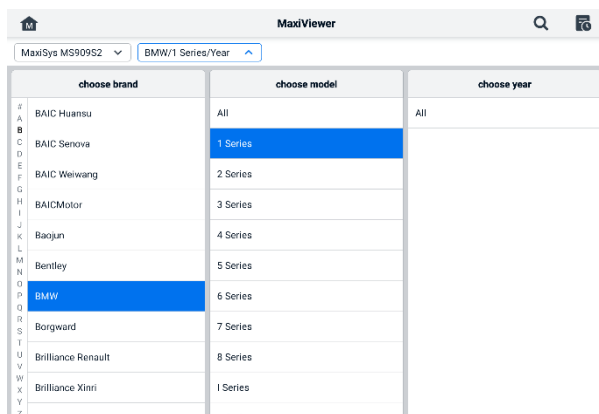 M
MaxiViewer
MaxiSys MS909S2
BMW/1 Series/Year
choose brand
#
A
B
C
D
E
F
G
H
I
J
K
L
M
N
O
P
Q
R
S
T
U
V
W
X
Y
Z
BAIC Huansu
BAIC Senova
BAIC Weiwang
BAICMotor
Baojun
Bentley
BMW
Borgward
Brilliance Renault
Brilliance Xinri
choose model
All
1 Series
2 Series
3 Series
4 Series
5 Series
6 Series
7 Series
8 Series
I Series
choose year
All